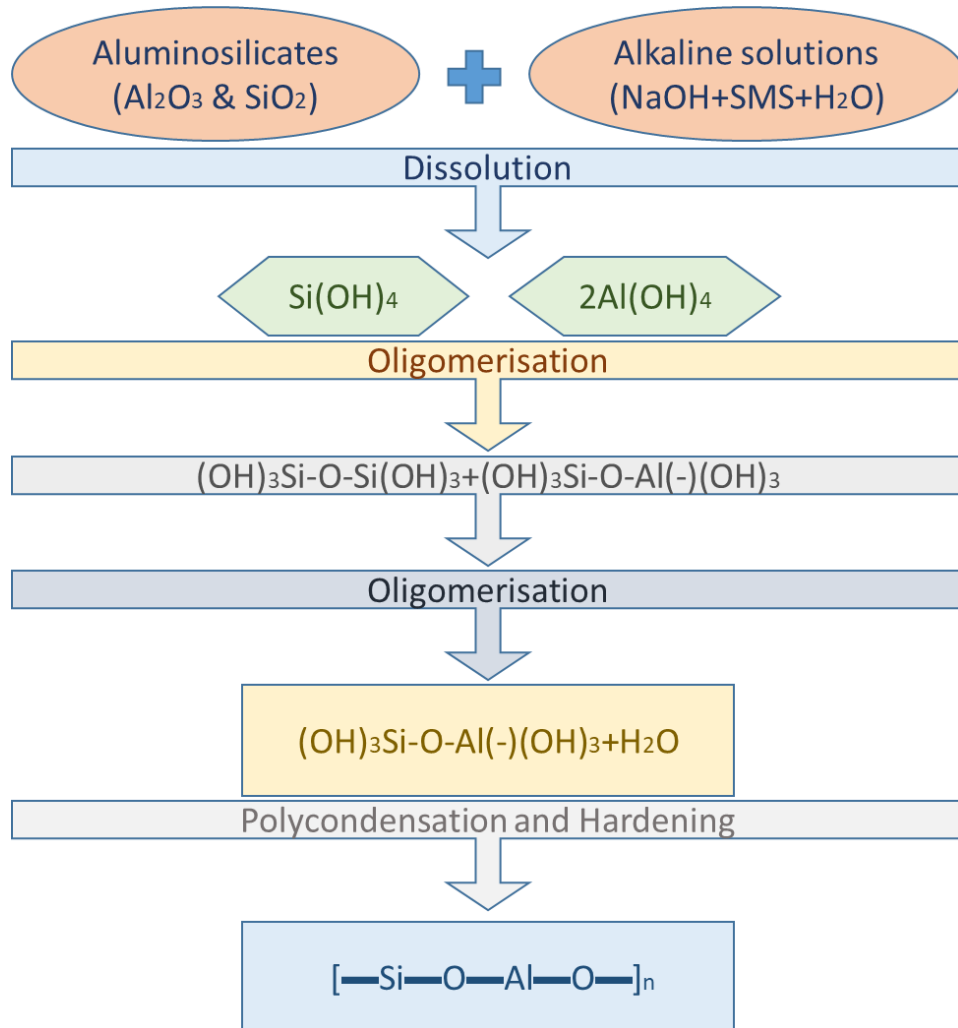 Aluminosilicates
(Al₂O₃ & SiO₂)
Alkaline solutions
(NaOH+SMS+H₂O)
Dissolution
Si(OH)₄
2Al(OH)₄
Oligomerisation
(OH)₃Si-O-Si(OH)₃+(OH)₃Si-O-Al(-)(OH)₃
Oligomerisation
(OH)₃Si-O-Al(-)(OH)₃+H₂O
Polycondensation and Hardening
[—Si—O—Al—O—]n